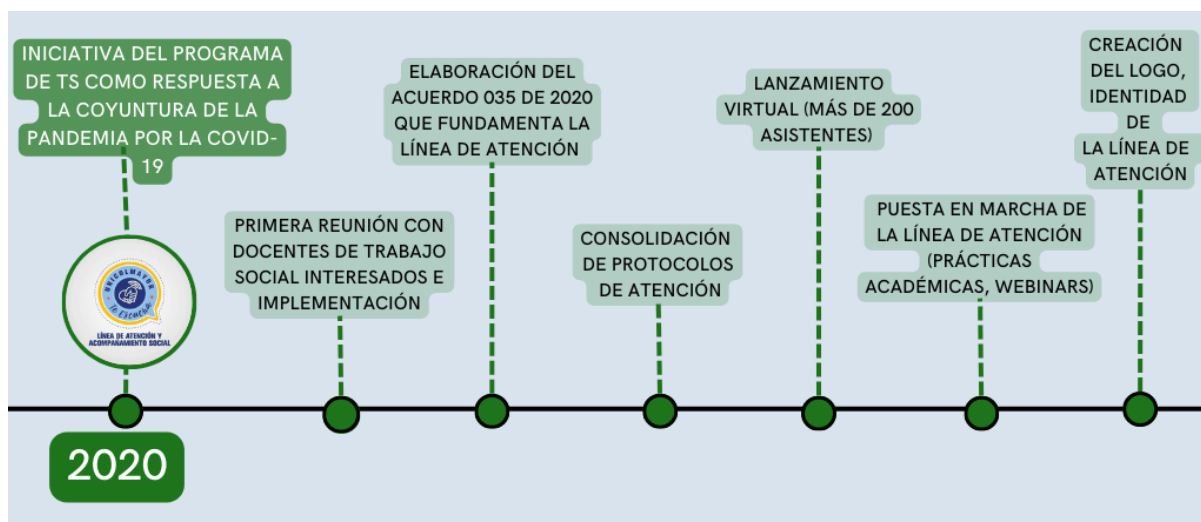 INICIATIVA DEL PROGRAMA
DE TS COMO RESPUESTA A
LA COYUNTURA DE LA
PANDEMIA POR LA COVID-
19
UNICOLMAYOR
te Escucha
LÍNEA DE ATENCIÓN Y
ACOMPAÑAMIENTO SOCIAL
2020
PRIMERA REUNIÓN CON
DOCENTES DE TRABAJO
SOCIAL INTERESADOS E
IMPLEMENTACIÓN
ELABORACIÓN DEL
ACUERDO 035 DE 2020
QUE FUNDAMENTA LA
LÍNEA DE ATENCIÓN
CONSOLIDACIÓN
DE PROTOCOLOS
DE ATENCIÓN
LANZAMIENTO
VIRTUAL (MÁS DE 200
ASISTENTES)
PUESTA EN MARCHA DE
LA LÍNEA DE ATENCIÓN
(PRÁCTICAS
ACADÉMICAS, WEBINARS)
CREACIÓN
DEL LOGO,
IDENTIDAD
DE
LA LÍNEA DE
ATENCIÓN